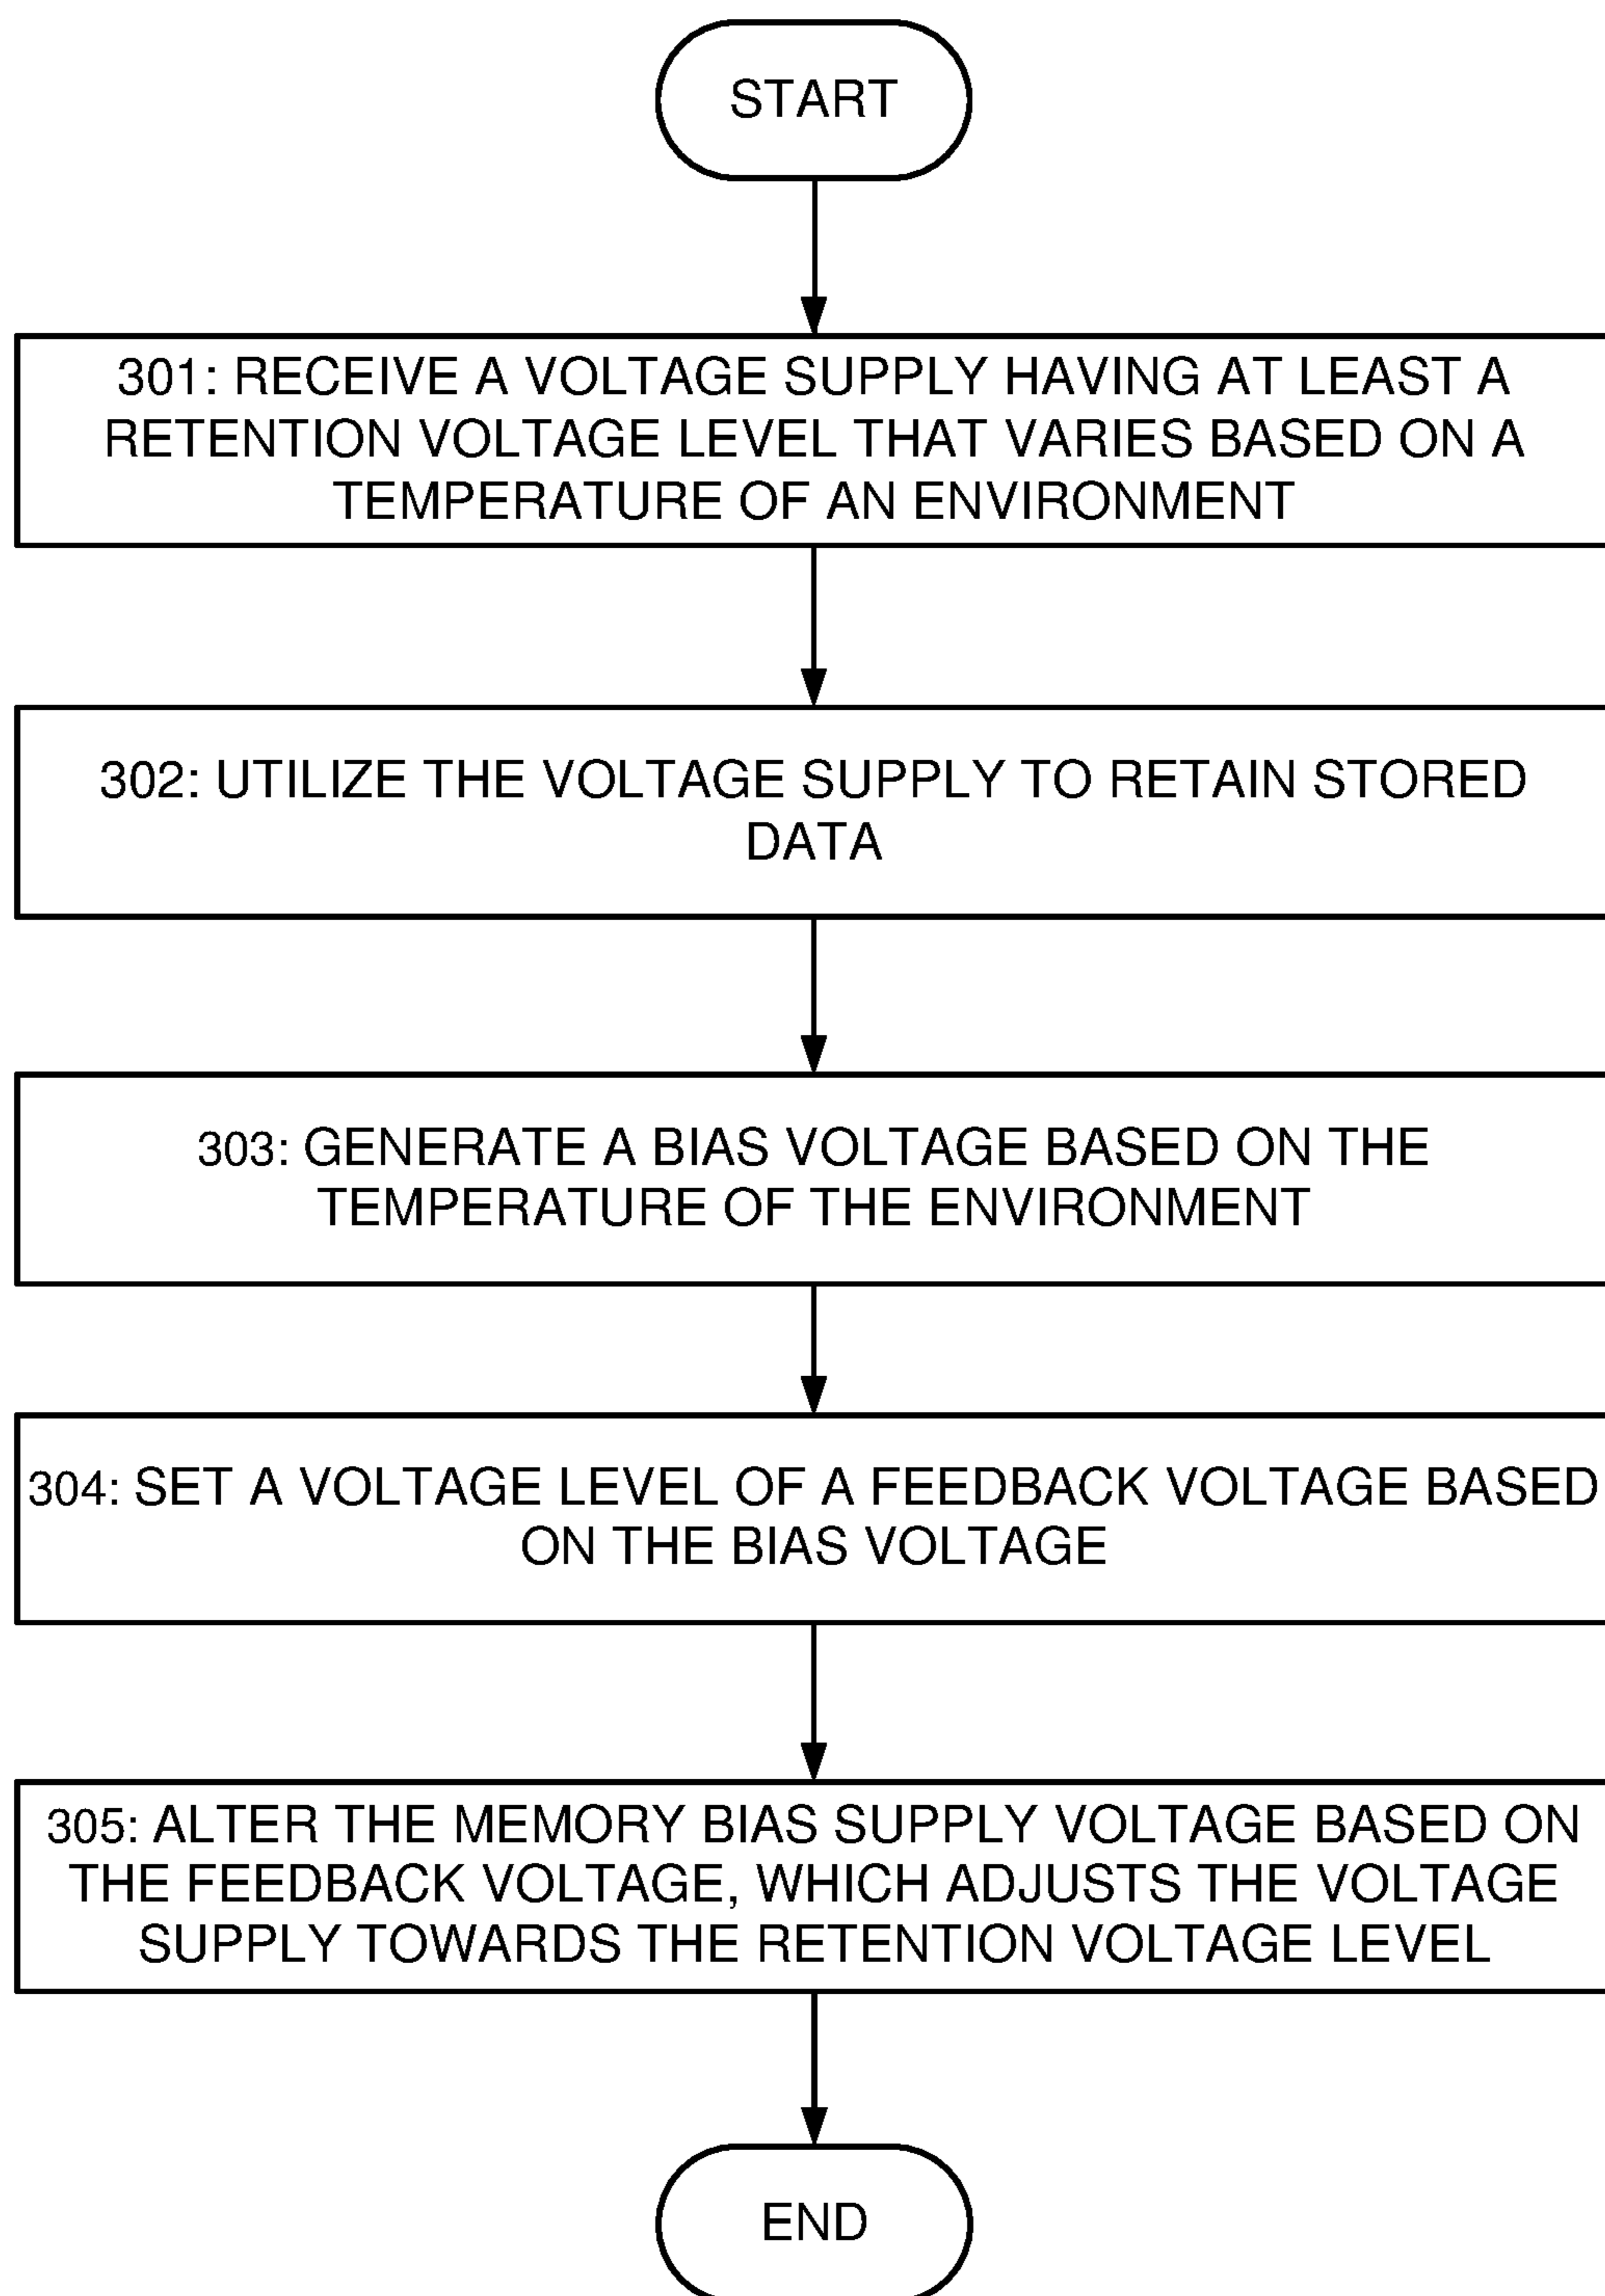 START
301: RECEIVE A VOLTAGE SUPPLY HAVING AT LEAST A
RETENTION VOLTAGE LEVEL THAT VARIES BASED ON A
TEMPERATURE OF AN ENVIRONMENT
302: UTILIZE THE VOLTAGE SUPPLY TO RETAIN STORED
DATA
303: GENERATE A BIAS VOLTAGE BASED ON THE
TEMPERATURE OF THE ENVIRONMENT
304: SET A VOLTAGE LEVEL OF A FEEDBACK VOLTAGE BASED
ON THE BIAS VOLTAGE
305: ALTER THE MEMORY BIAS SUPPLY VOLTAGE BASED ON
THE FEEDBACK VOLTAGE, WHICH ADJUSTS THE VOLTAGE
SUPPLY TOWARDS THE RETENTION VOLTAGE LEVEL
END